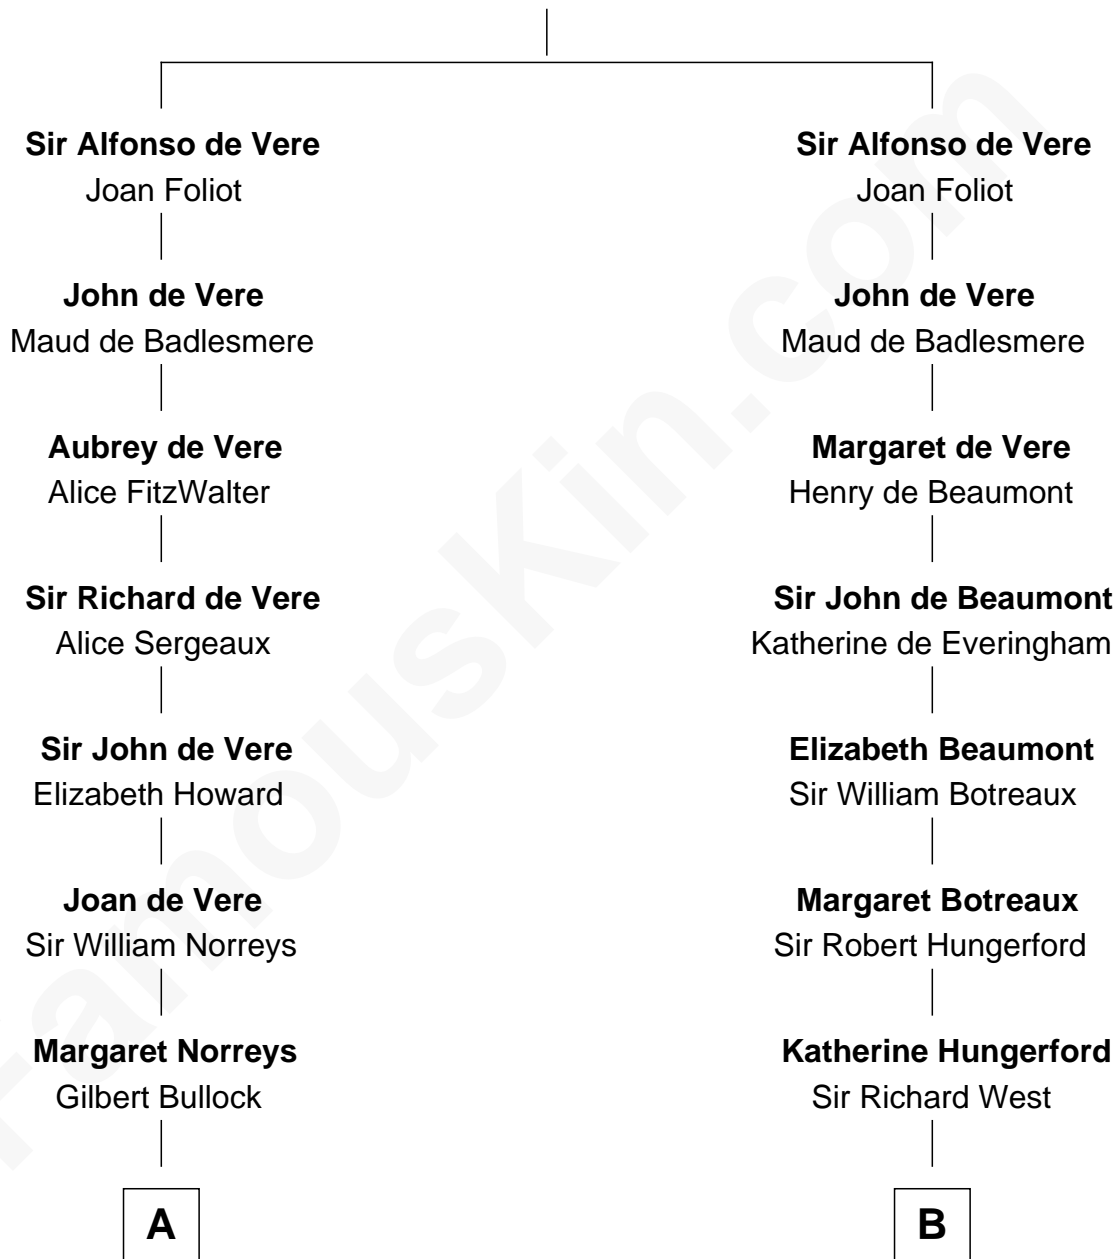 Sir Alfonso de Vere
Joan Foliot
John de Vere
Maud de Badlesmere
Aubrey de Vere
Alice FitzWalter
Sir Richard de Vere
Alice Sergeaux
Sir John de Vere
Elizabeth Howard
Joan de Vere
Sir William Norreys
Margaret Norreys
Gilbert Bullock
A
Sir Alfonso de Vere
Joan Foliot
John de Vere
Maud de Badlesmere
Margaret de Vere
Henry de Beaumont
Sir John de Beaumont
Katherine de Everingham
Elizabeth Beaumont
Sir William Botreaux
Margaret Botreaux
Sir Robert Hungerford
Katherine Hungerford
Sir Richard West
B
FamousKin.com